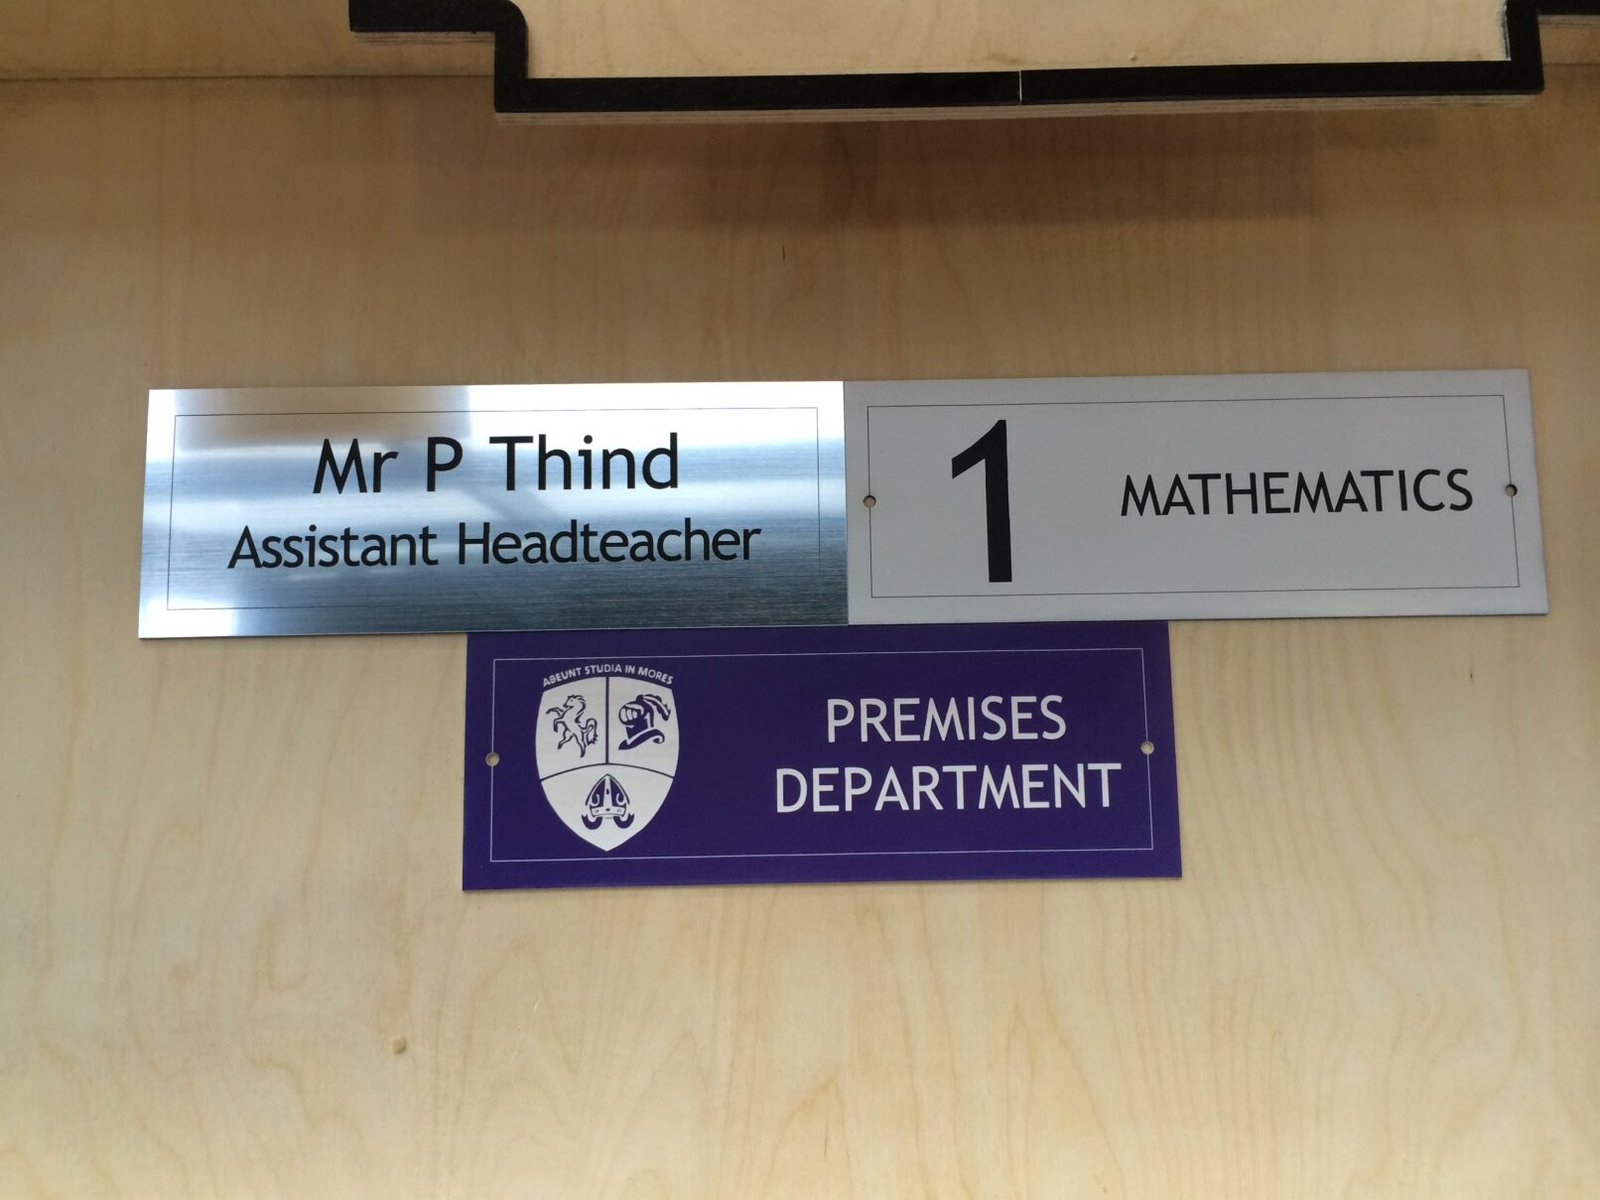 Mr P Thind
Assistant Headteacher
1
MATHEMATICS
ABEUNT STUDIA IN MORES
PREMISES
DEPARTMENT